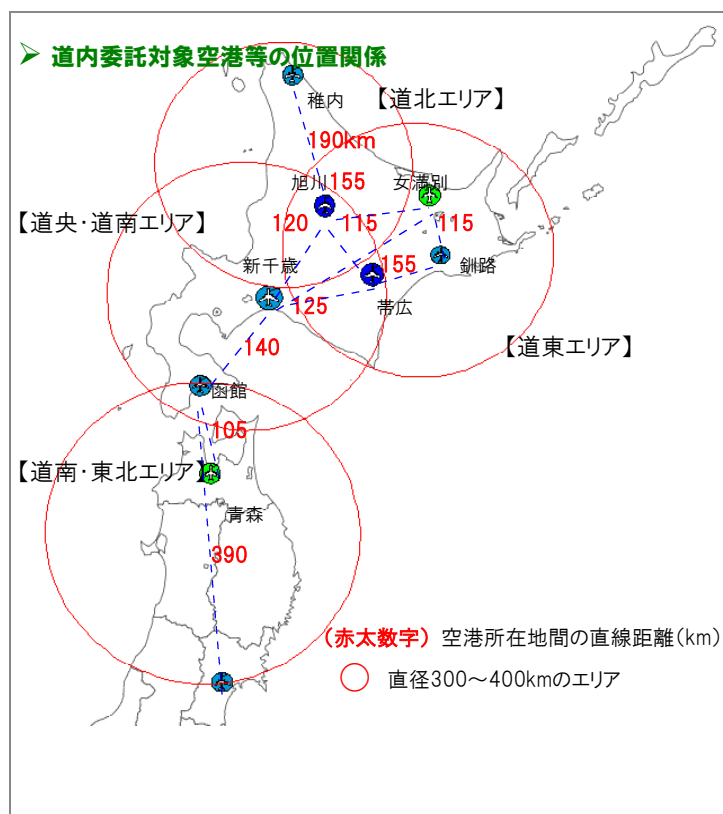 ➢ 道内委託対象空港等の位置関係
稚内
【道北エリア】
190km
旭川
155
女満別
【道央・道南エリア】
120
115
115
新千歳
155
釧路
125
帯広
140
【道東エリア】
函館
105
【道南・東北エリア】
青森
390
（赤太数字）空港所在地間の直線距離(km)
直径300～400kmのエリア